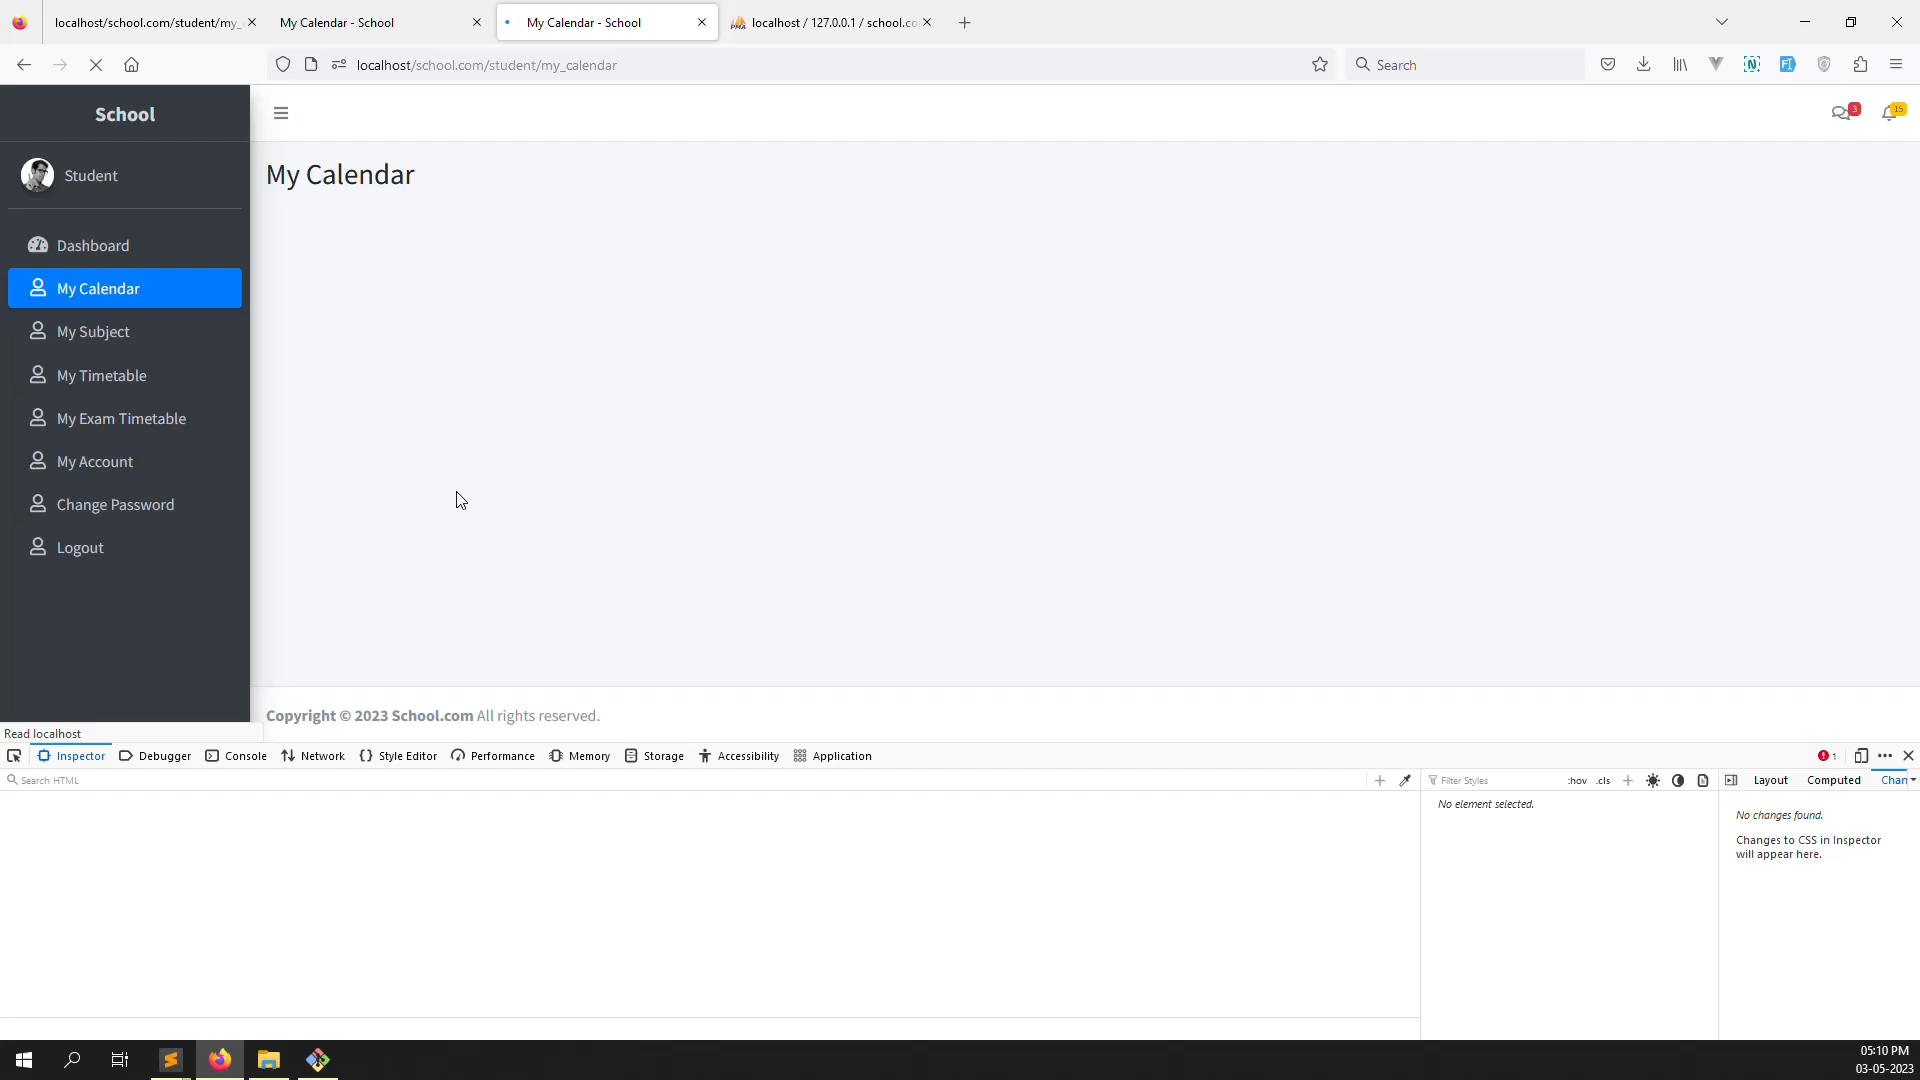 localhost/school.com/student/my_
My Calendar - School
My Calendar - School
localhost / 127.0.0.1 / school.co
localhost/school.com/student/my_calendar
Search
School
3
15
Student
My Calendar
Dashboard
My Calendar
My Subject
My Timetable
My Exam Timetable
My Account
Change Password
Logout
Copyright © 2023 School.com All rights reserved.
Read localhost
Inspector
Debugger
Console
Network
Style Editor
Performance
Memory
Storage
Accessibility
Application
1
Search HTML
Filter Styles
:hov
.cls
Layout
Computed
Chan
No element selected.
No changes found.
Changes to CSS in Inspector
will appear here.
05:10 PM
03-05-2023